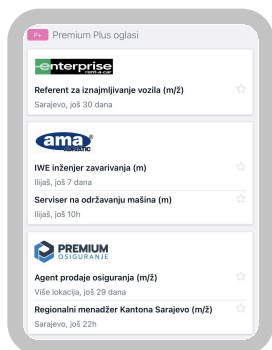 P+ Premium Plus oglasi
enterprise
rent-a-car
Referent za iznajmljivanje vozila (m/ž)
Sarajevo, još 30 dana
ama®
ADRIATIC
IWE inženjer zavarivanja (m)
Ilijaš, još 7 dana
Serviser na održavanju mašina (m)
Ilijaš, još 10h
PREMIUM
OSIGURANJE
Agent prodaje osiguranja (m/ž)
Više lokacija, još 29 dana
Regionalni menadžer Kantona Sarajevo (m/ž)
Sarajevo, još 22h